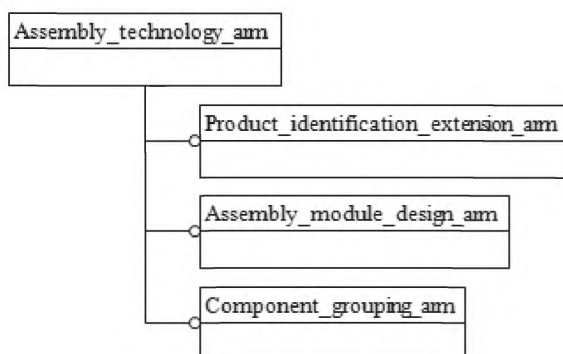 Assembly_technology_arm
Product_identification_extension_arm
Assembly_module_design_arm
Component_grouping_arm